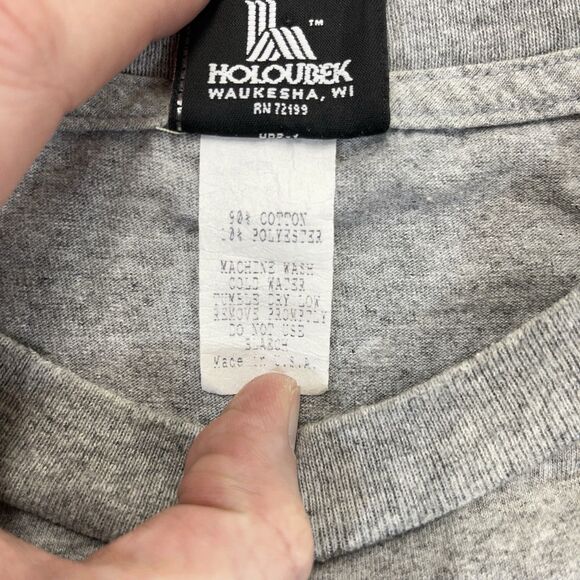 ™
HOLOUBEK
WAUKESHA, WI
RN 72199
90% COTTON
10% POLYESTER
MACHINE WASH
COLD WATER
TUMBLE DRY LOW
REMOVE PROMPTLY
DO NOT USE
BLEACH
Made in U.S.A.